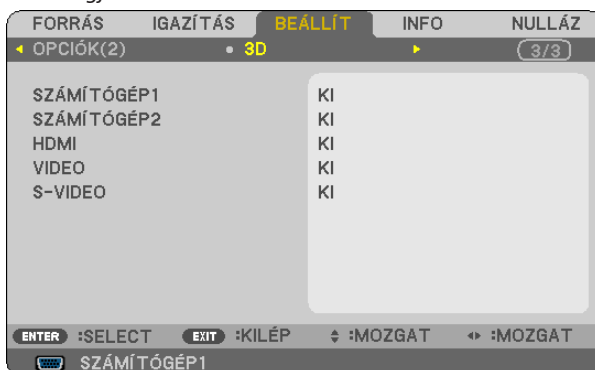 FORRÁS IGAZÍTÁS BEÁLLÍT INFO NULLÁZ
OPCIÓK(2) 3D 3/3
SZÁMÍTÓGÉP1 KI
SZÁMÍTÓGÉP2 KI
HDMI KI
VIDEO KI
S-VIDEO KI
ENTER :SELECT EXIT :KILÉP :MOZGAT :MOZGAT
SZÁMÍTÓGÉP1